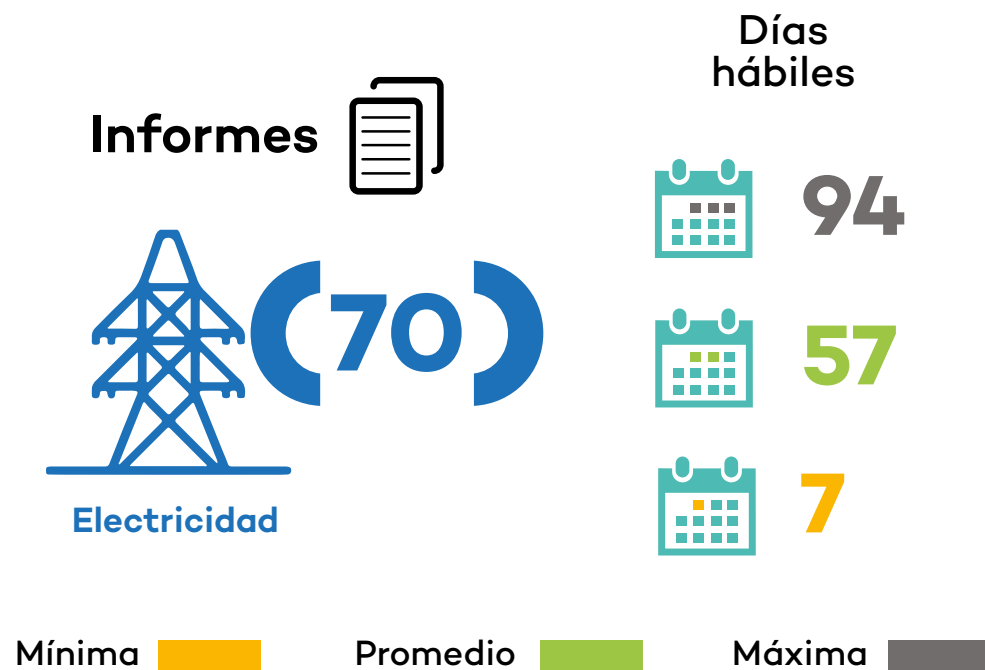 Días
hábiles
Informes
94
70
57
7
Electricidad
Mínima
Promedio
Máxima